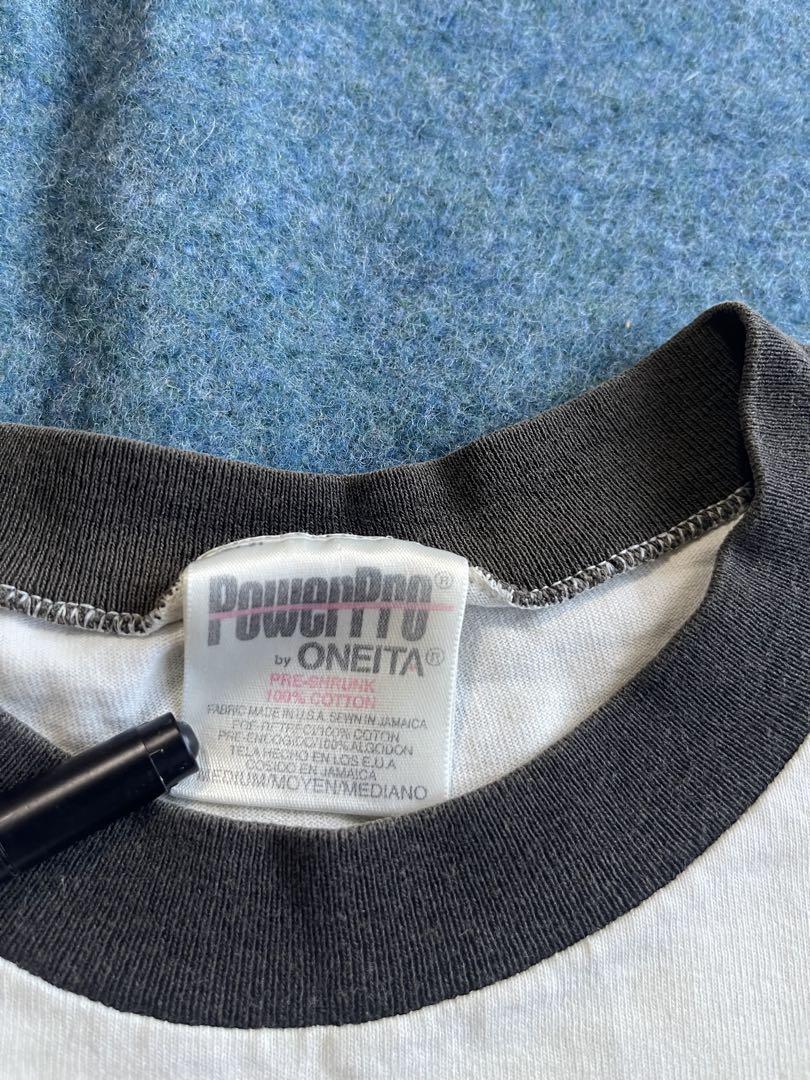 PowerPro®
by ONEITA®
PRE-SHRUNK
100% COTTON
FABRIC MADE IN U.S.A. SEWN IN JAMAICA
PRE-ENCOGIDO/100% ALGODON
TELA HECHO EN LOS E.U.A
COSIDO EN JAMAICA
MEDIUM/MOYEN/MEDIANO